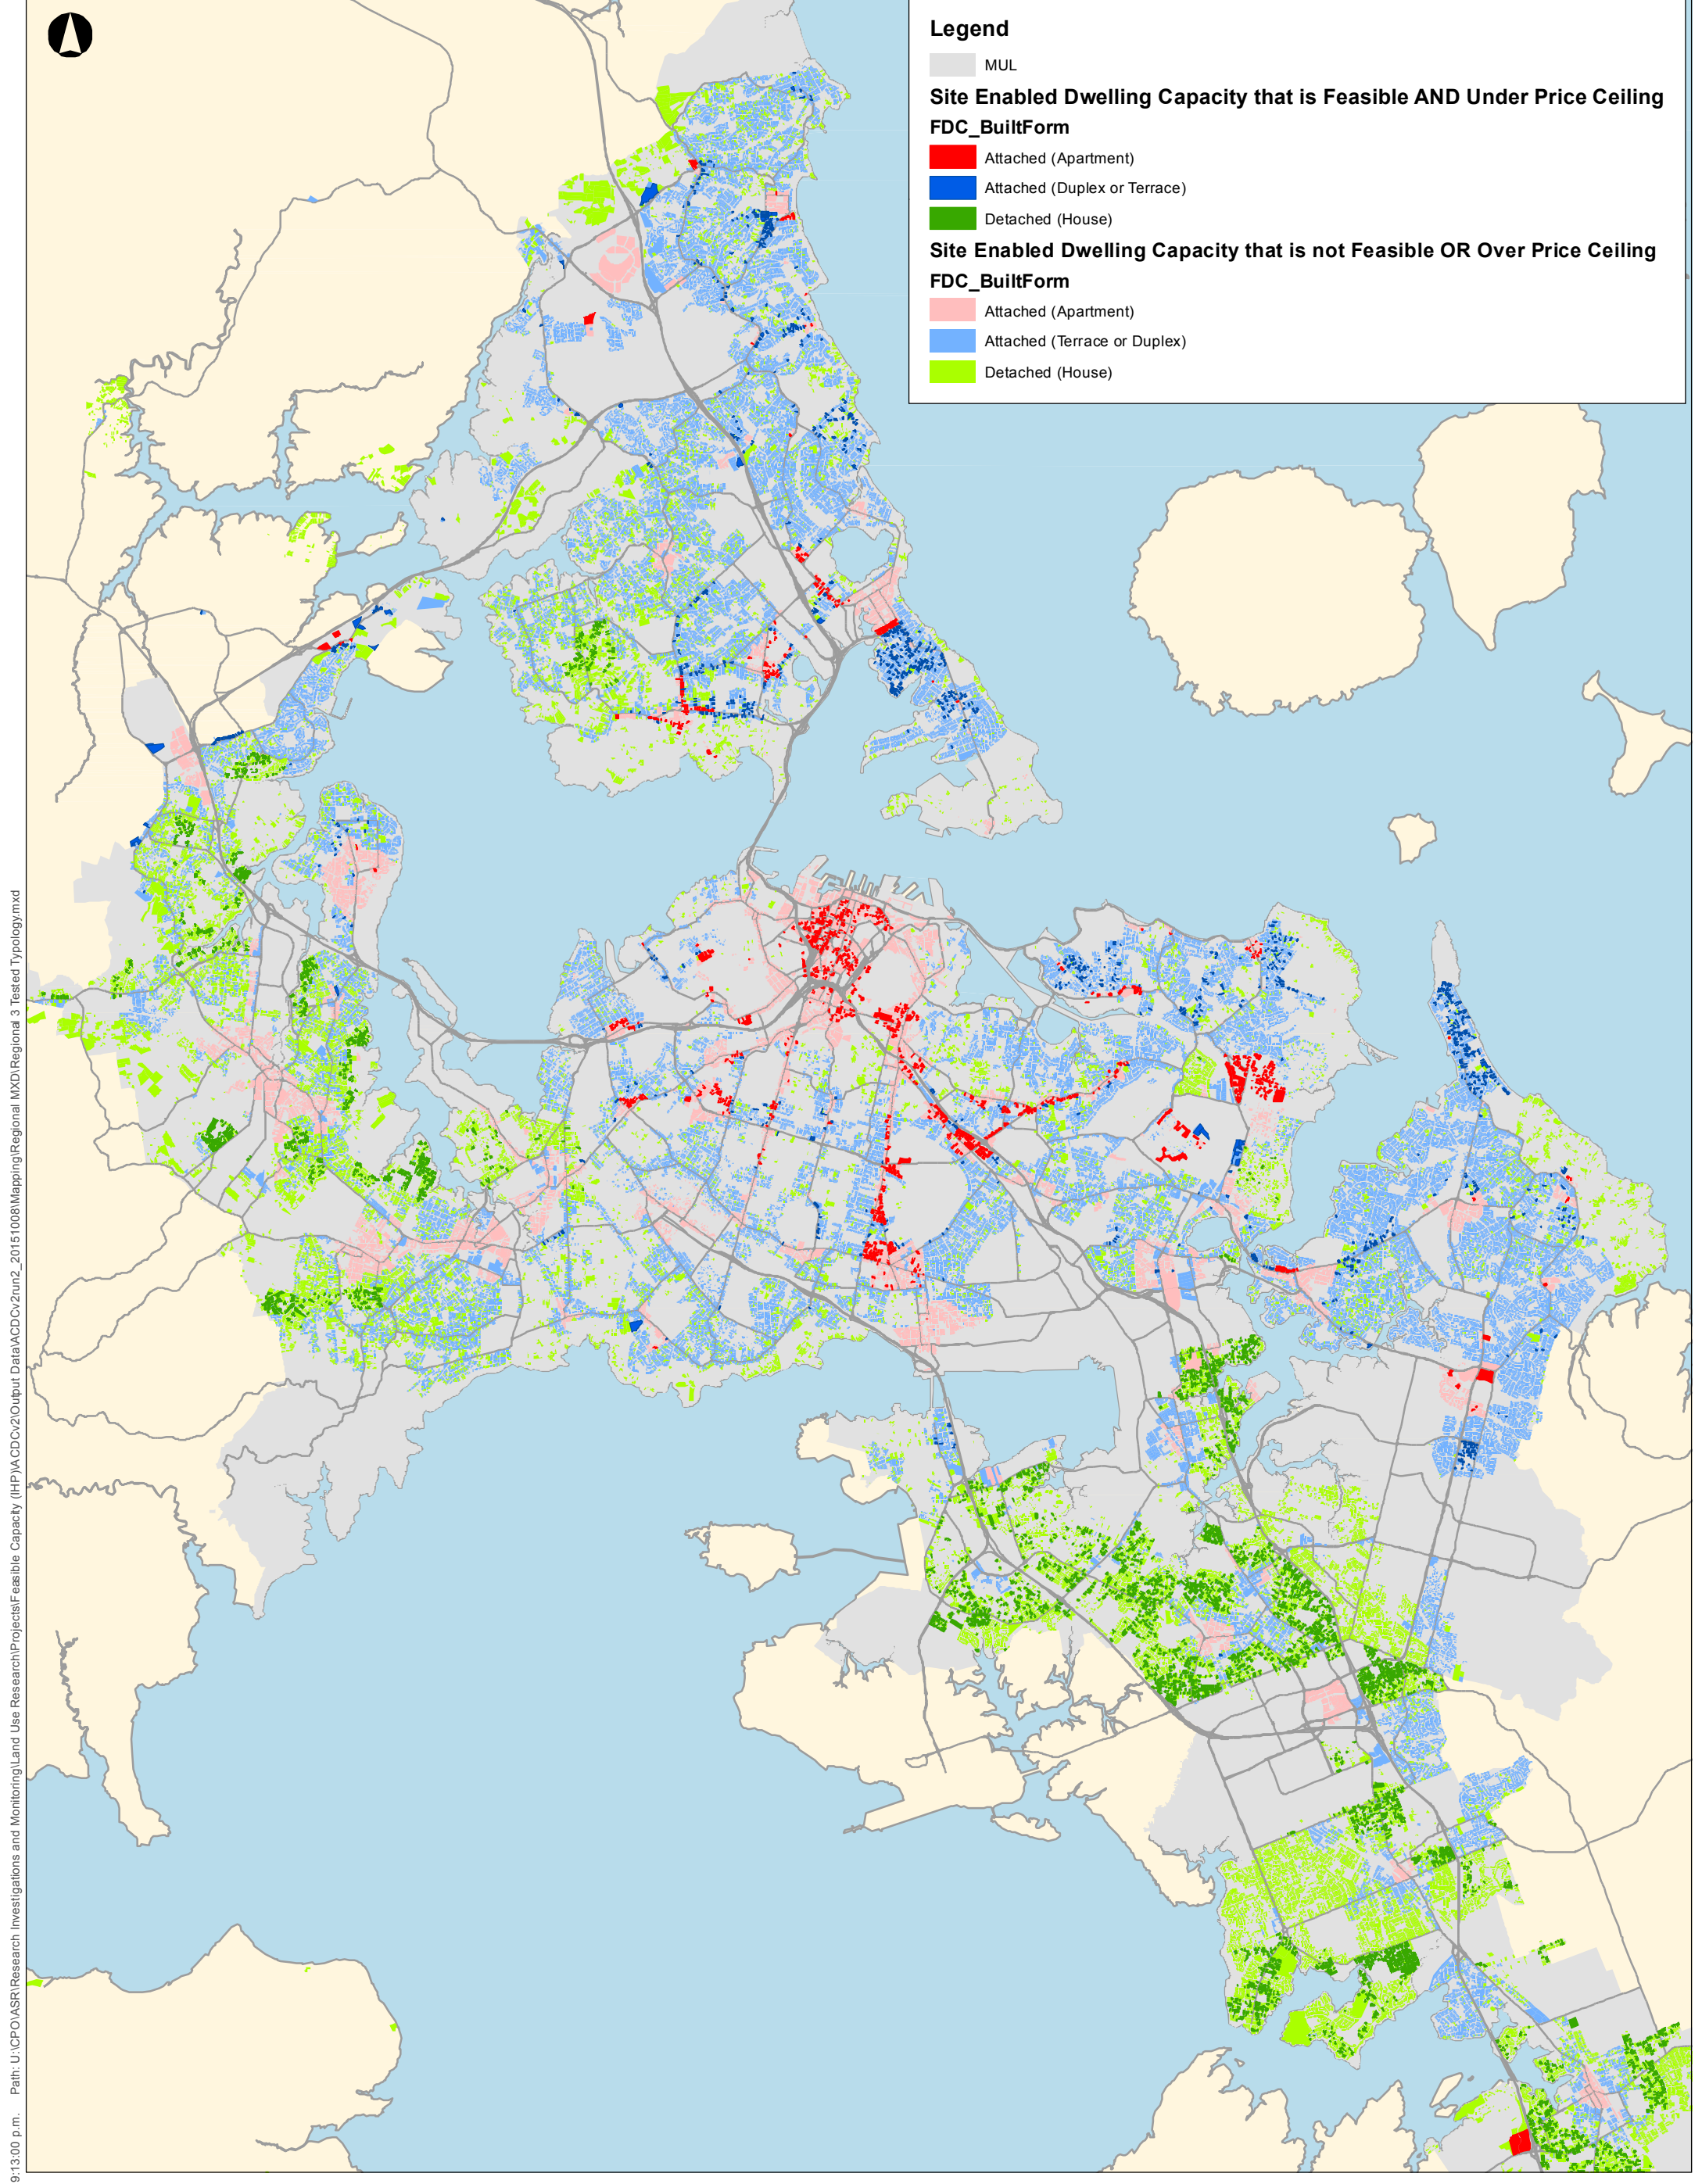 Legend
MUL
Site Enabled Dwelling Capacity that is Feasible AND Under Price Ceiling
FDC_BuiltForm
Attached (Apartment)
Attached (Duplex or Terrace)
Detached (House)
Site Enabled Dwelling Capacity that is not Feasible OR Over Price Ceiling
FDC_BuiltForm
Attached (Apartment)
Attached (Terrace or Duplex)
Detached (House)
9:13:00 p.m. Path: U:\CPO\ASR\Research Investigations and Monitoring\Land Use Research\Projects\Feasible Capacity (IHP)\ACDCv2\Output Data\ACDCv2run2_20151008\Mapping\Regional MXD\Regional 3 Tested Typology.mxd